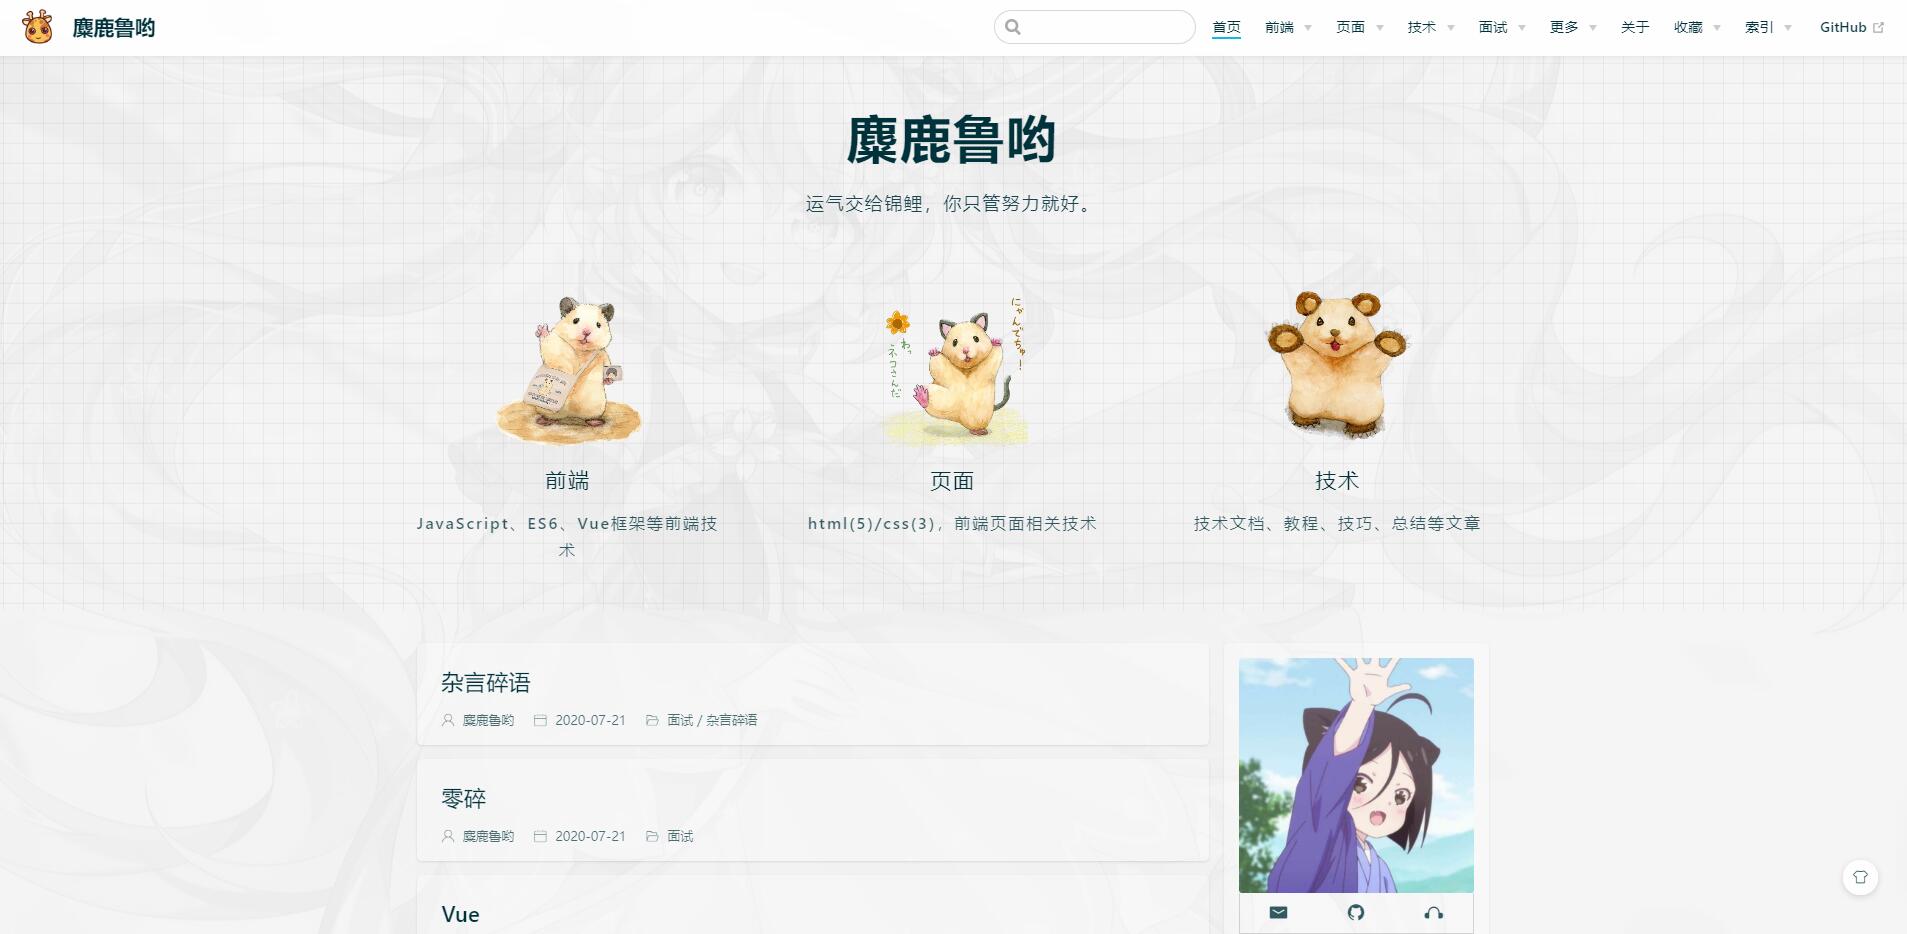 麋鹿鲁哟
首页 前端 页面 技术 面试 更多 关于 收藏 索引 GitHub
麋鹿鲁哟
运气交给锦鲤，你只管努力就好。
にゃんでちゅー！
わっ
ネコさんだ
前端
JavaScript、ES6、Vue框架等前端技
术
页面
html(5)/css(3)，前端页面相关技术
技术
技术文档、教程、技巧、总结等文章
杂言碎语
麋鹿鲁哟 2020-07-21 面试 / 杂言碎语
零碎
麋鹿鲁哟 2020-07-21 面试
Vue